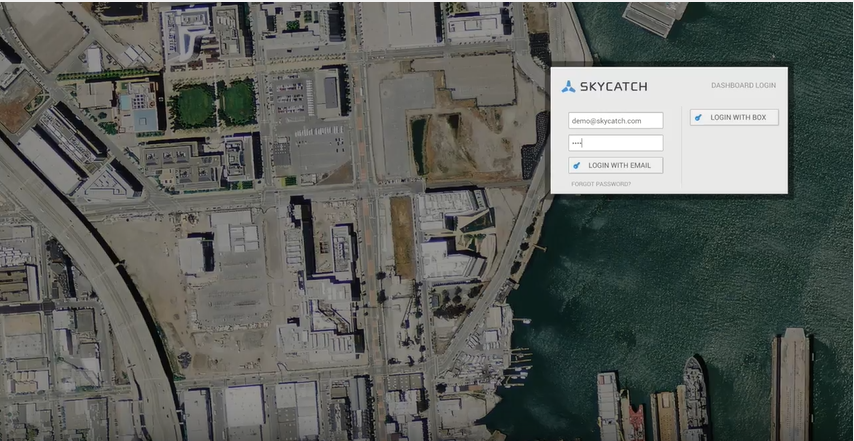 SKYCATCH
DASHBOARD LOGIN
demo@skycatch.com
LOGIN WITH BOX
••••
LOGIN WITH EMAIL
FORGOT PASSWORD?